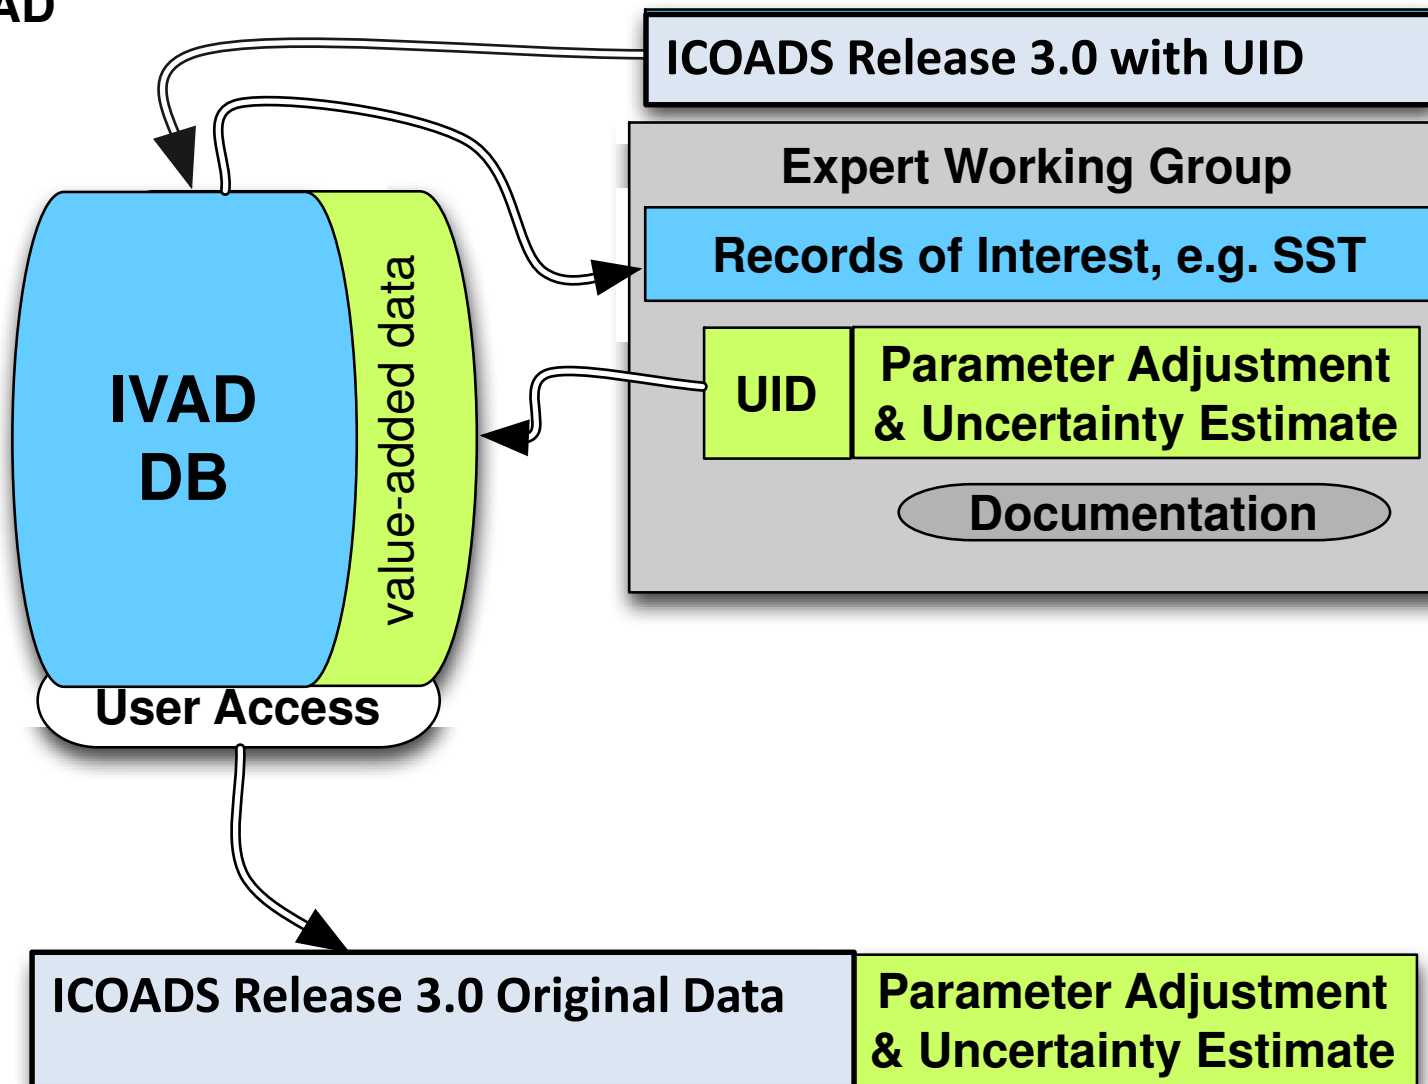 ICOADS Release 3.0 with UID
Expert Working Group
Records of Interest, e.g. SST
UID
Parameter Adjustment
& Uncertainty Estimate
Documentation
IVAD
DB
value-added data
User Access
ICOADS Release 3.0 Original Data
Parameter Adjustment
& Uncertainty Estimate